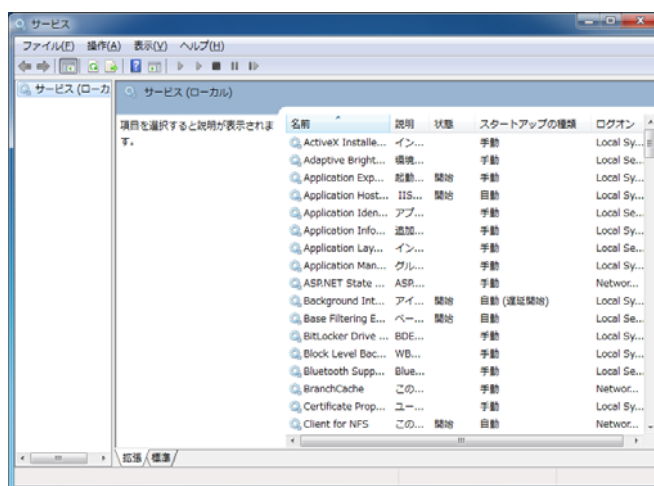 サービス
ファイル(F) 操作(A) 表示(V) ヘルプ(H)
サービス (ローカ
サービス (ローカル)
項目を選択すると説明が表示されま
す。
名前 説明 状態 スタートアップの種類 ログオン
ActiveX Installe... イン... 手動 Local Sy...
Adaptive Bright... 環境... 手動 Local Se...
Application Exp... 起動... 開始 手動 Local Sy...
Application Host... IIS... 開始 自動 Local Sy...
Application Iden... アプ... 手動 Local Se...
Application Info... 追加... 手動 Local Sy...
Application Lay... イン... 手動 Local Se...
Application Man... グル... 手動 Local Sy...
ASP.NET State ... ASP.... 手動 Networ...
Background Int... アイ... 開始 自動 (遅延開始) Local Sy...
Base Filtering E... ベー... 開始 自動 Local Se...
BitLocker Drive ... BDE... 手動 Local Sy...
Block Level Bac... WB... 手動 Local Sy...
Bluetooth Supp... Blue... 手動 Local Se...
BranchCache この... 手動 Networ...
Certificate Prop... ユー... 手動 Local Sy...
Client for NFS この... 開始 自動 Networ...
拡張 標準